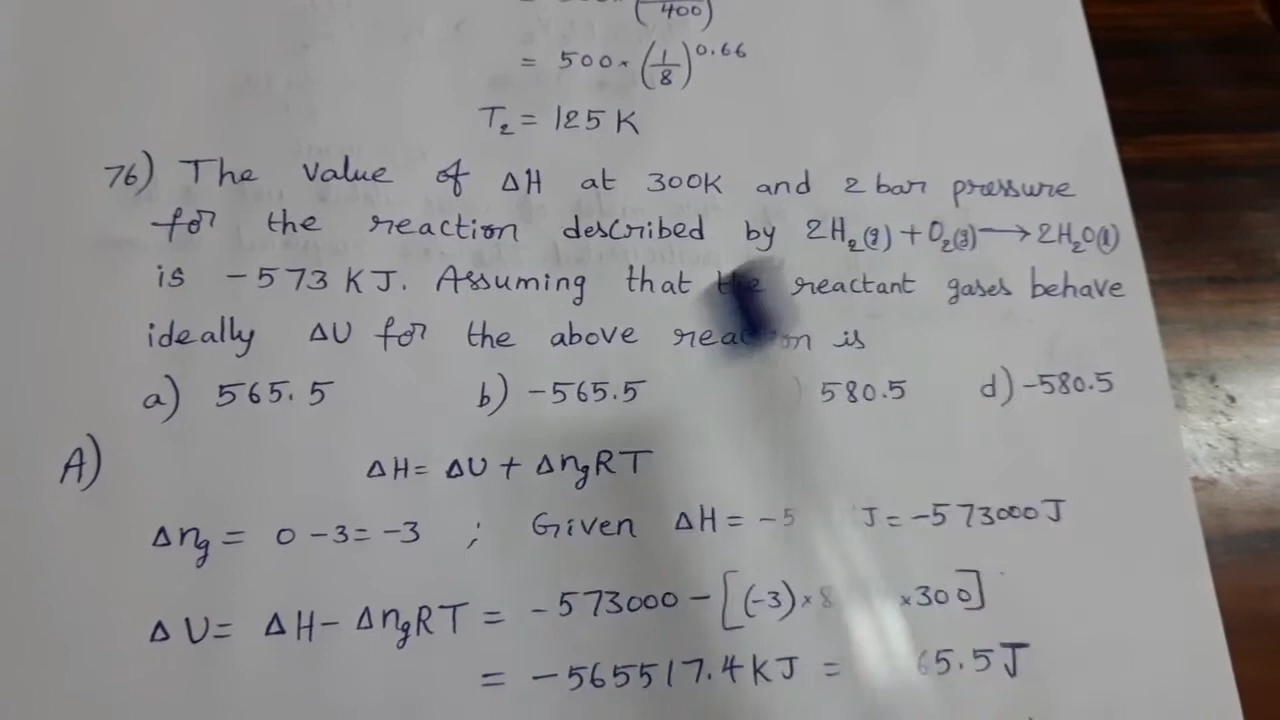 400)
= 500 × (1/8)^0.66
T₂ = 125 K
76) The value of ΔH at 300K and 2 bar pressure
for the reaction described by 2H₂(g) + O₂(g) → 2H₂O(l)
is -573 KJ. Assuming that the reactant gases behave
ideally ΔU for the above is
a) 565.5 b) -565.5 ) 580.5 d) -580.5
A) ΔH = ΔU + ΔngRT
Δng = 0 - 3 = -3 ; Given ΔH = -5 J = -573000 J
ΔU = ΔH - ΔngRT = -573000 - [(-3) × 8 × 300]
= -565517.4 KJ = 65.5 J